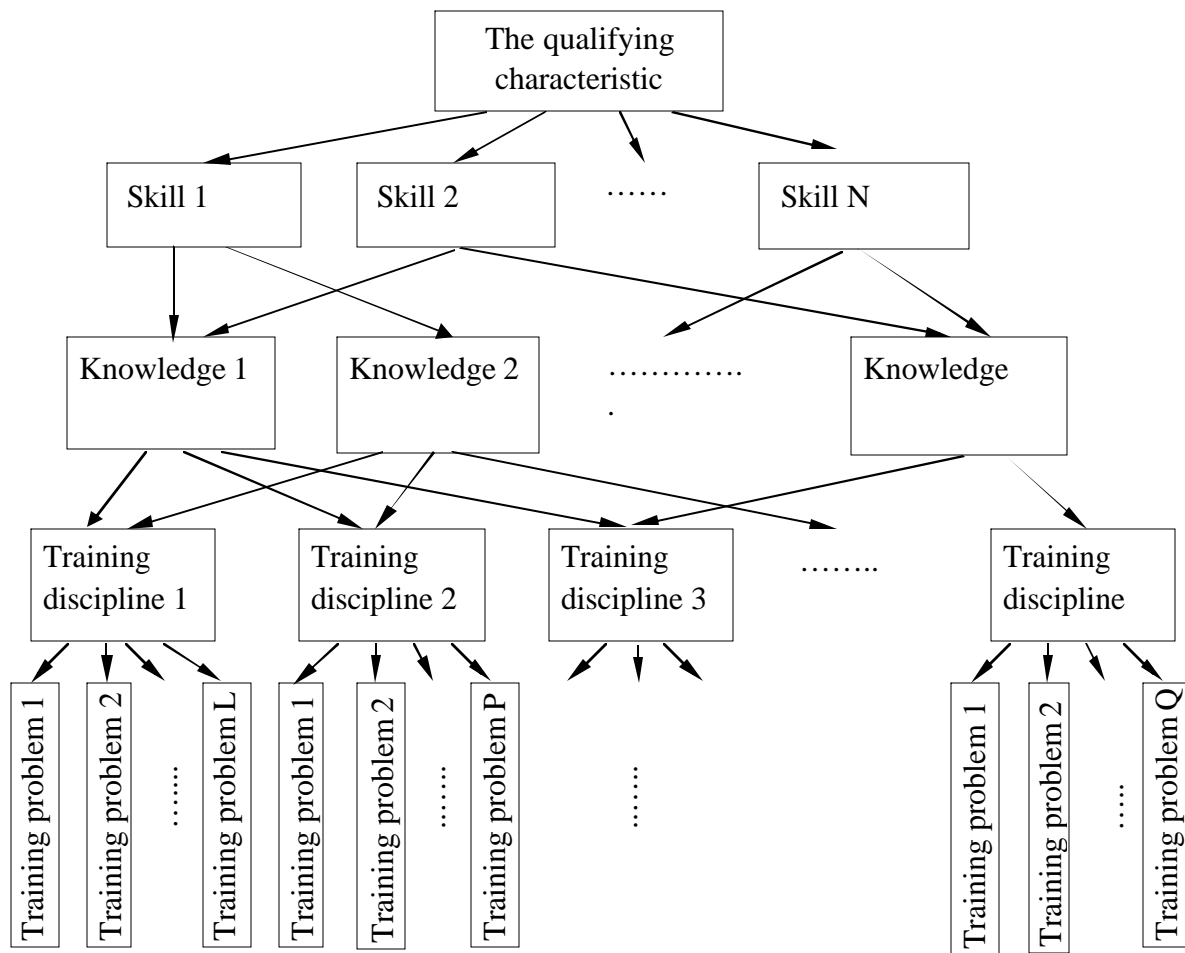 The qualifying
characteristic
Skill 1
Skill 2
……
Skill N
Knowledge 1
Knowledge 2
………….
.
Knowledge
Training
discipline 1
Training
discipline 2
Training
discipline 3
……..
Training
discipline
Training problem 1
Training problem 2
…….
Training problem L
Training problem 1
Training problem 2
…….
Training problem P
…….
Training problem 1
Training problem 2
…..
Training problem Q